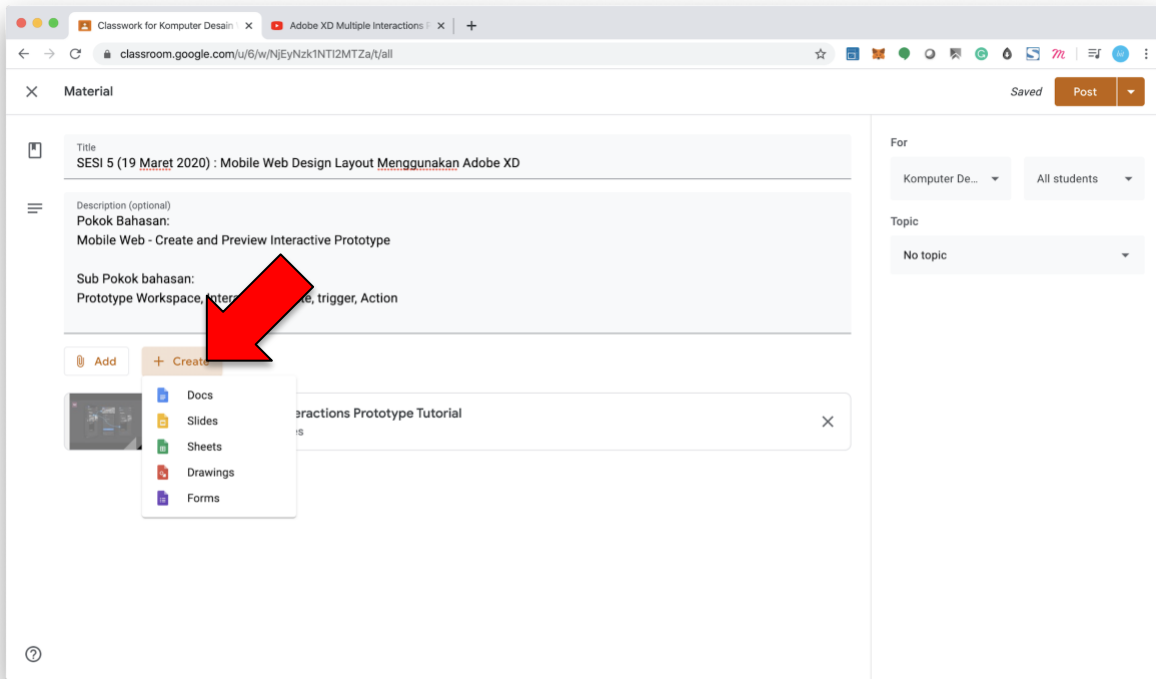 Classwork for Komputer Desain
Adobe XD Multiple Interactions
classroom.google.com/u/6/w/NjEyNzk1NTI2MTZa/t/all
Material
Saved
Post
Title
SESI 5 (19 Maret 2020) : Mobile Web Design Layout Menggunakan Adobe XD
Description (optional)
Pokok Bahasan:
Mobile Web - Create and Preview Interactive Prototype
Sub Pokok bahasan:
Prototype Workspace, trigger, Action
Add
Create
Docs
Slides
Sheets
Drawings
Forms
Prototype Tutorial
For
Komputer De...
All students
Topic
No topic